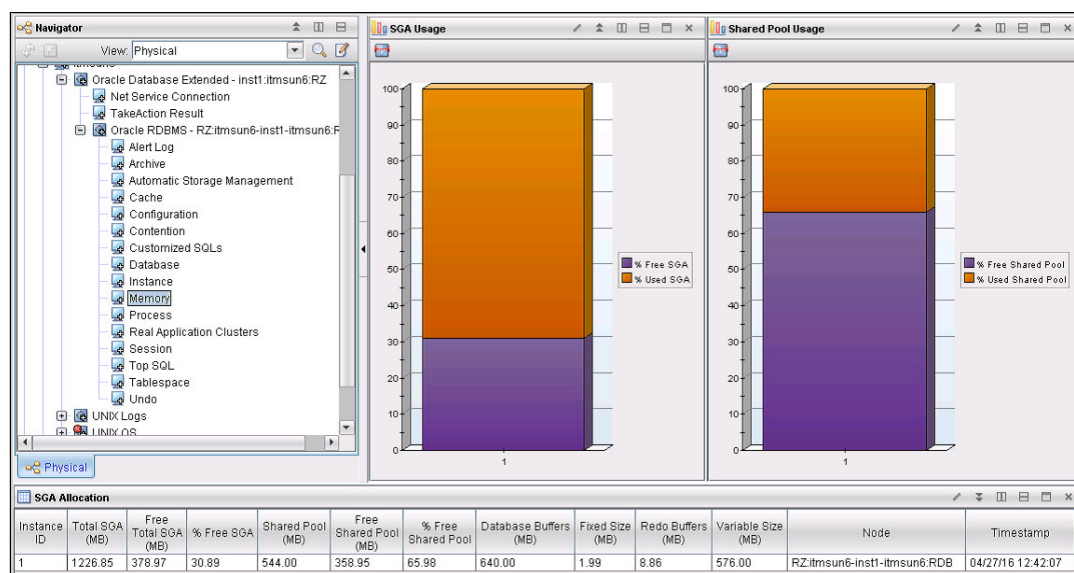 Navigator
View: Physical
Oracle Database Extended - inst1:itmsun6:RZ
Net Service Connection
TakeAction Result
Oracle RDBMS - RZ:itmsun6-inst1-itmsun6:R
Alert Log
Archive
Automatic Storage Management
Cache
Configuration
Contention
Customized SQLs
Database
Instance
Memory
Process
Real Application Clusters
Session
Top SQL
Tablespace
Undo
UNIX Logs
UNIX OS
Physical
SGA Usage
100
90
80
70
60
50
40
30
20
10
0
1
% Free SGA
% Used SGA
Shared Pool Usage
100
90
80
70
60
50
40
30
20
10
0
1
% Free Shared Pool
% Used Shared Pool
SGA Allocation
Instance ID Total SGA (MB) Free Total SGA (MB) % Free SGA Shared Pool (MB) Free Shared Pool (MB) % Free Shared Pool Database Buffers (MB) Fixed Size (MB) Redo Buffers (MB) Variable Size (MB) Node Timestamp
1 1226.85 378.97 30.89 544.00 358.95 65.98 640.00 1.99 8.86 576.00 RZ:itmsun6-inst1-itmsun6:RDB 04/27/16 12:42:07